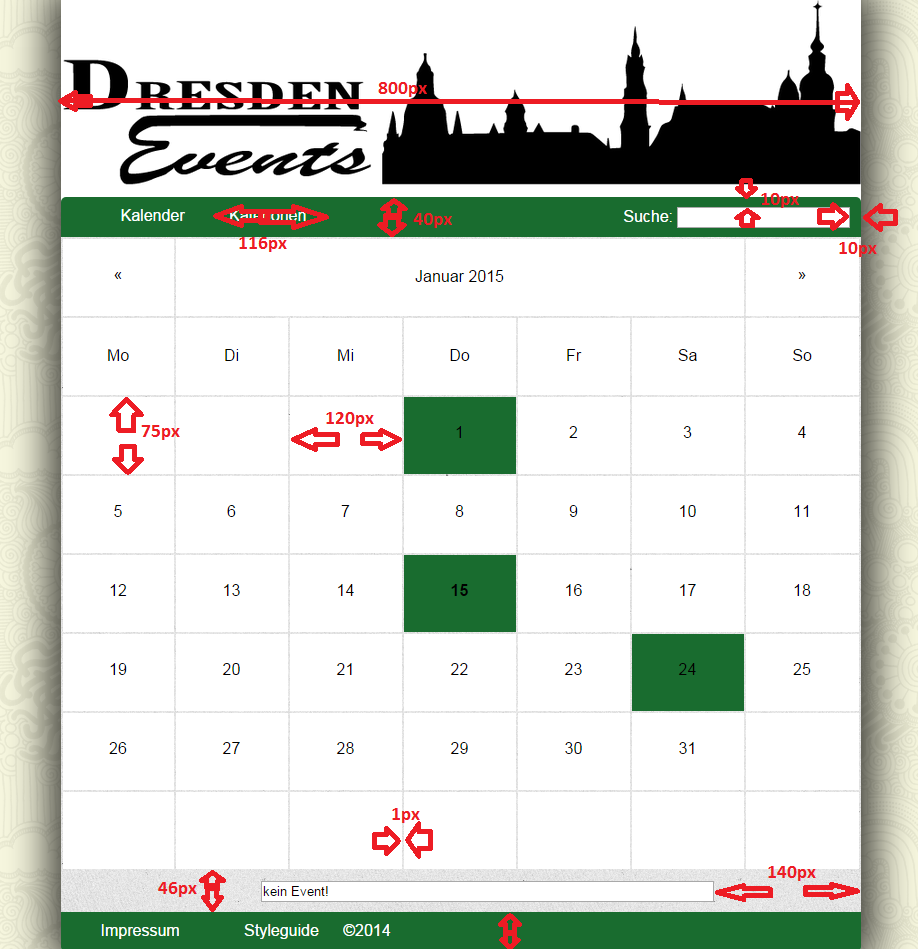 DRESDEN
Events
800px
Kalender Kategorien Suche:
10px
40px
116px
10px
« Januar 2015 »
Mo Di Mi Do Fr Sa So
75px
120px
1 2 3 4
5 6 7 8 9 10 11
12 13 14 15 16 17 18
19 20 21 22 23 24 25
26 27 28 29 30 31
1px
46px
kein Event!
140px
Impressum Styleguide ©2014